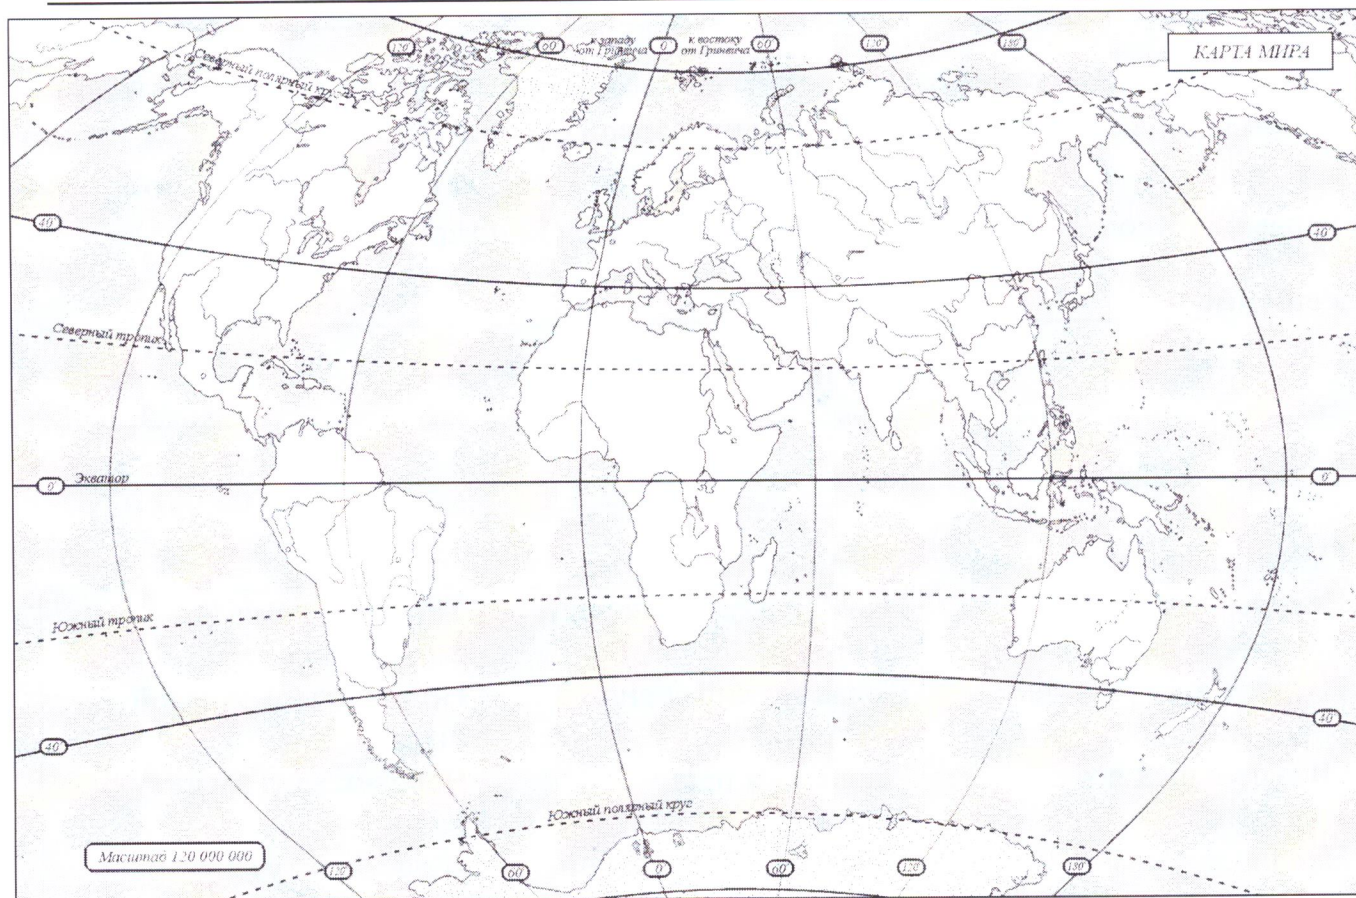 120
60
к западу
от Гринвича
0
к востоку
от Гринвича
60
120
180
КАРТА МИРА
Северный полярный круг
40
40
Северный тропик
0
Экватор
0
Южный тропик
40
40
Южный полярный круг
Масштаб 120 000 000
120
60
0
60
120
180